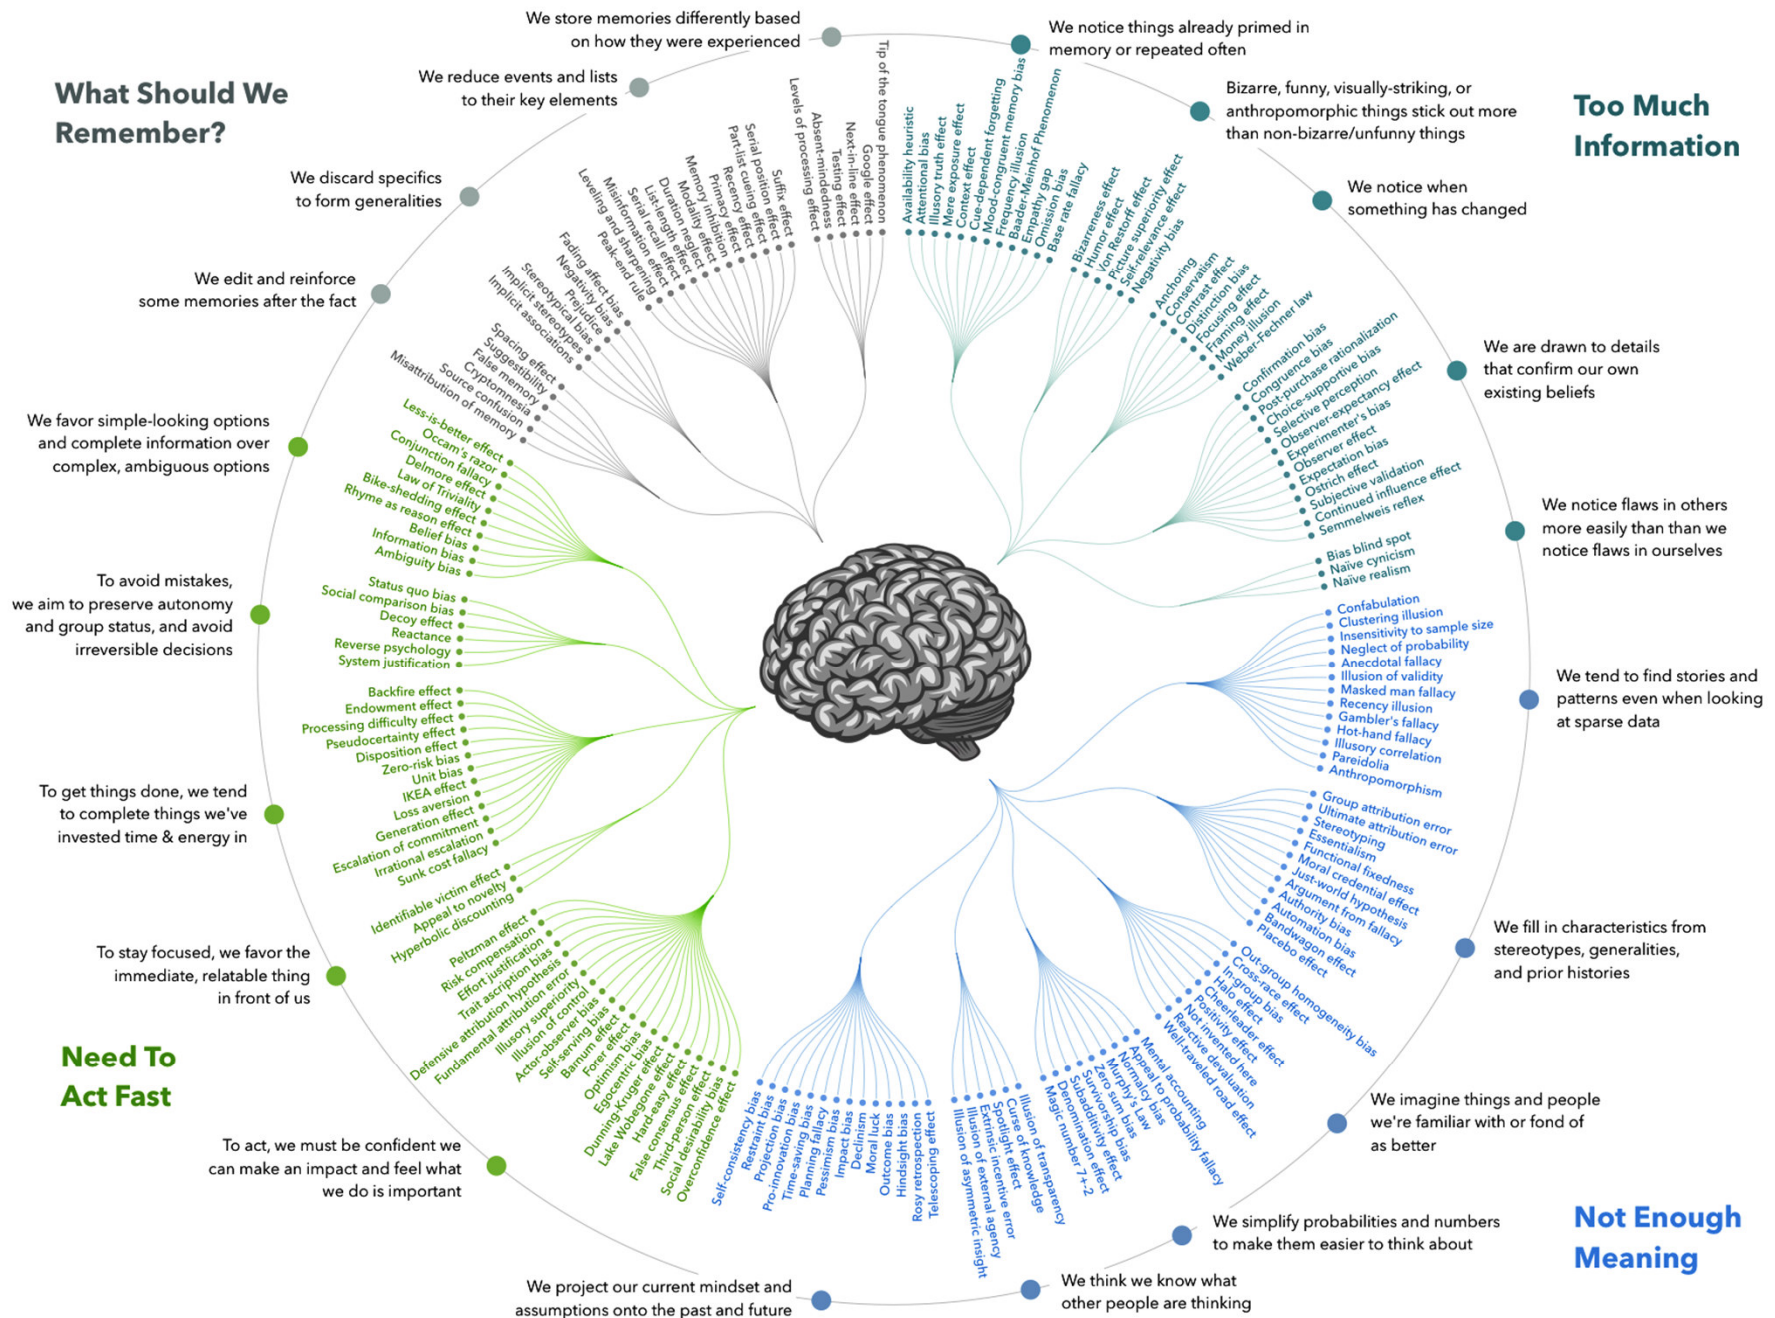 What Should We
Remember?
We store memories differently based
on how they were experienced
We reduce events and lists
to their key elements
We discard specifics
to form generalities
We edit and reinforce
some memories after the fact
Tip of the tongue phenomenon
Google effect
Next-in-line effect
Testing effect
Absent-mindedness
Levels of processing effect
Suffix effect
Serial position effect
Part-list cueing effect
Recency effect
Primacy effect
Memory inhibition
Modality effect
Duration neglect
List-length effect
Serial recall effect
Misinformation effect
Leveling and sharpening
Peak-end rule
Fading affect bias
Negativity bias
Prejudice
Stereotypical bias
Implicit stereotypes
Implicit associations
Spacing effect
Suggestibility
False memory
Cryptomnesia
Source confusion
Misattribution of memory
Too Much
Information
We notice things already primed in
memory or repeated often
Bizarre, funny, visually-striking, or
anthropomorphic things stick out more
than non-bizarre/unfunny things
We notice when
something has changed
We are drawn to details
that confirm our own
existing beliefs
We notice flaws in others
more easily than than we
notice flaws in ourselves
Availability heuristic
Attentional bias
Illusory truth effect
Mere exposure effect
Context effect
Cue-dependent forgetting
Mood-congruent memory bias
Frequency illusion
Baader-Meinhof Phenomenon
Empathy gap
Omission bias
Base rate fallacy
Bizarreness effect
Humor effect
Von Restorff effect
Picture superiority effect
Self-relevance effect
Negativity bias
Anchoring
Conservatism
Contrast effect
Distinction bias
Focusing effect
Framing effect
Money illusion
Weber–Fechner law
Confirmation bias
Congruence bias
Post-purchase rationalization
Choice-supportive bias
Selective perception
Observer-expectancy effect
Experimenter's bias
Observer effect
Expectation bias
Ostrich effect
Subjective validation
Continued influence effect
Semmelweis reflex
Bias blind spot
Naïve cynicism
Naïve realism
We tend to find stories and
patterns even when looking
at sparse data
We fill in characteristics from
stereotypes, generalities,
and prior histories
We imagine things and people
we're familiar with or fond of
as better
We simplify probabilities and numbers
to make them easier to think about
We think we know what
other people are thinking
We project our current mindset and
assumptions onto the past and future
Not Enough
Meaning
Confabulation
Clustering illusion
Insensitivity to sample size
Neglect of probability
Anecdotal fallacy
Illusion of validity
Masked man fallacy
Recency illusion
Gambler's fallacy
Hot-hand fallacy
Illusory correlation
Pareidolia
Anthropomorphism
Group attribution error
Ultimate attribution error
Stereotyping
Essentialism
Functional fixedness
Moral credential effect
Just-world hypothesis
Argument from fallacy
Authority bias
Automation bias
Bandwagon effect
Placebo effect
Out-group homogeneity bias
Cross-race effect
In-group bias
Halo effect
Cheerleader effect
Positivity effect
Not invented here
Reactive devaluation
Well-traveled road effect
Mental accounting
Appeal to probability fallacy
Normalcy bias
Murphy's Law
Zero sum bias
Survivorship bias
Subadditivity effect
Denomination effect
Magic number 7+-2
Illusion of transparency
Curse of knowledge
Spotlight effect
Extrinsic incentive error
Illusion of external agency
Illusion of asymmetric insight
Telescoping effect
Rosy retrospection
Hindsight bias
Outcome bias
Moral luck
Declinism
Impact bias
Pessimism bias
Planning fallacy
Time-saving bias
Pro-innovation bias
Projection bias
Restraint bias
Self-consistency bias
We favor simple-looking options
and complete information over
complex, ambiguous options
To avoid mistakes,
we aim to preserve autonomy
and group status, and avoid
irreversible decisions
To get things done, we tend
to complete things we've
invested time & energy in
To stay focused, we favor the
immediate, relatable thing
in front of us
To act, we must be confident we
can make an impact and feel what
we do is important
Need To
Act Fast
Less-is-better effect
Occam's razor
Conjunction fallacy
Delmore effect
Law of Triviality
Bike-shedding effect
Rhyme as reason effect
Belief bias
Information bias
Ambiguity bias
Status quo bias
Social comparison bias
Decoy effect
Reactance
Reverse psychology
System justification
Backfire effect
Endowment effect
Processing difficulty effect
Pseudocertainty effect
Disposition effect
Zero-risk bias
Unit bias
IKEA effect
Loss aversion
Generation effect
Escalation of commitment
Irrational escalation
Sunk cost fallacy
Identifiable victim effect
Appeal to novelty
Hyperbolic discounting
Peltzman effect
Risk compensation
Effort justification
Trait ascription bias
Defensive attribution hypothesis
Fundamental attribution error
Illusory superiority
Illusion of control
Actor-observer bias
Self-serving bias
Barnum effect
Forer effect
Optimism bias
Egocentric bias
Dunning-Kruger effect
Lake Wobegone effect
Hard-easy effect
False consensus effect
Third-person effect
Social desirability bias
Overconfidence effect